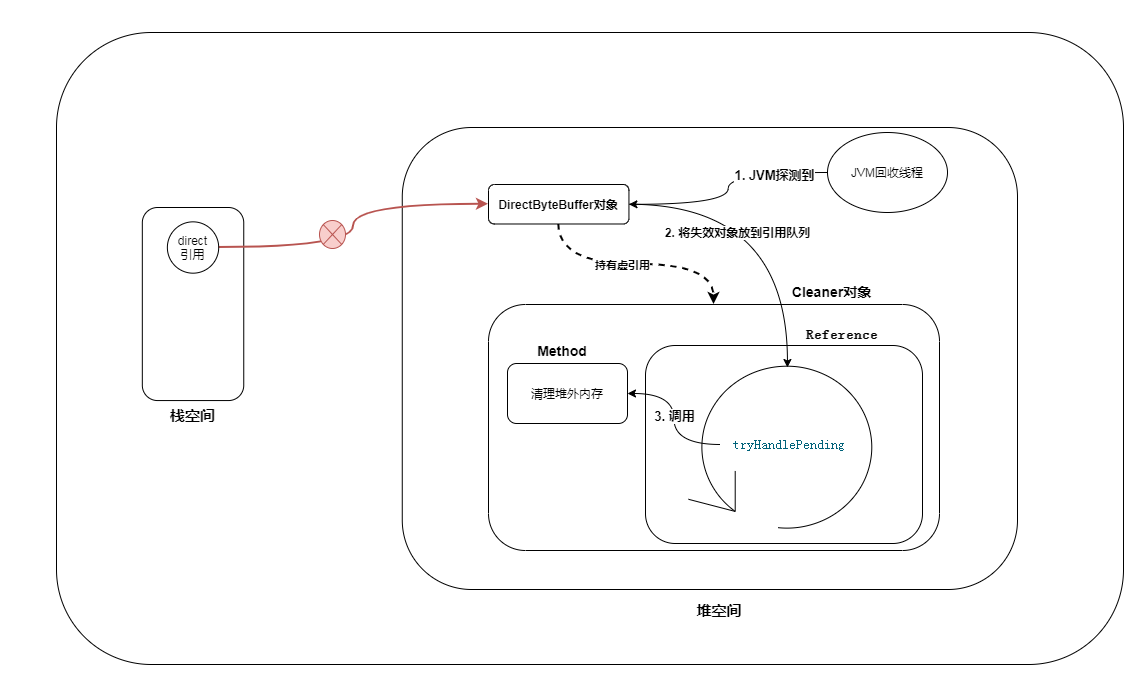 JVM回收线程
1. JVM探测到
DirectByteBuffer对象
direct
引用
2. 将失效对象放到引用队列
持有虚引用
Cleaner对象
Reference
Method
清理堆外内存
3. 调用
tryHandlePending
栈空间
堆空间